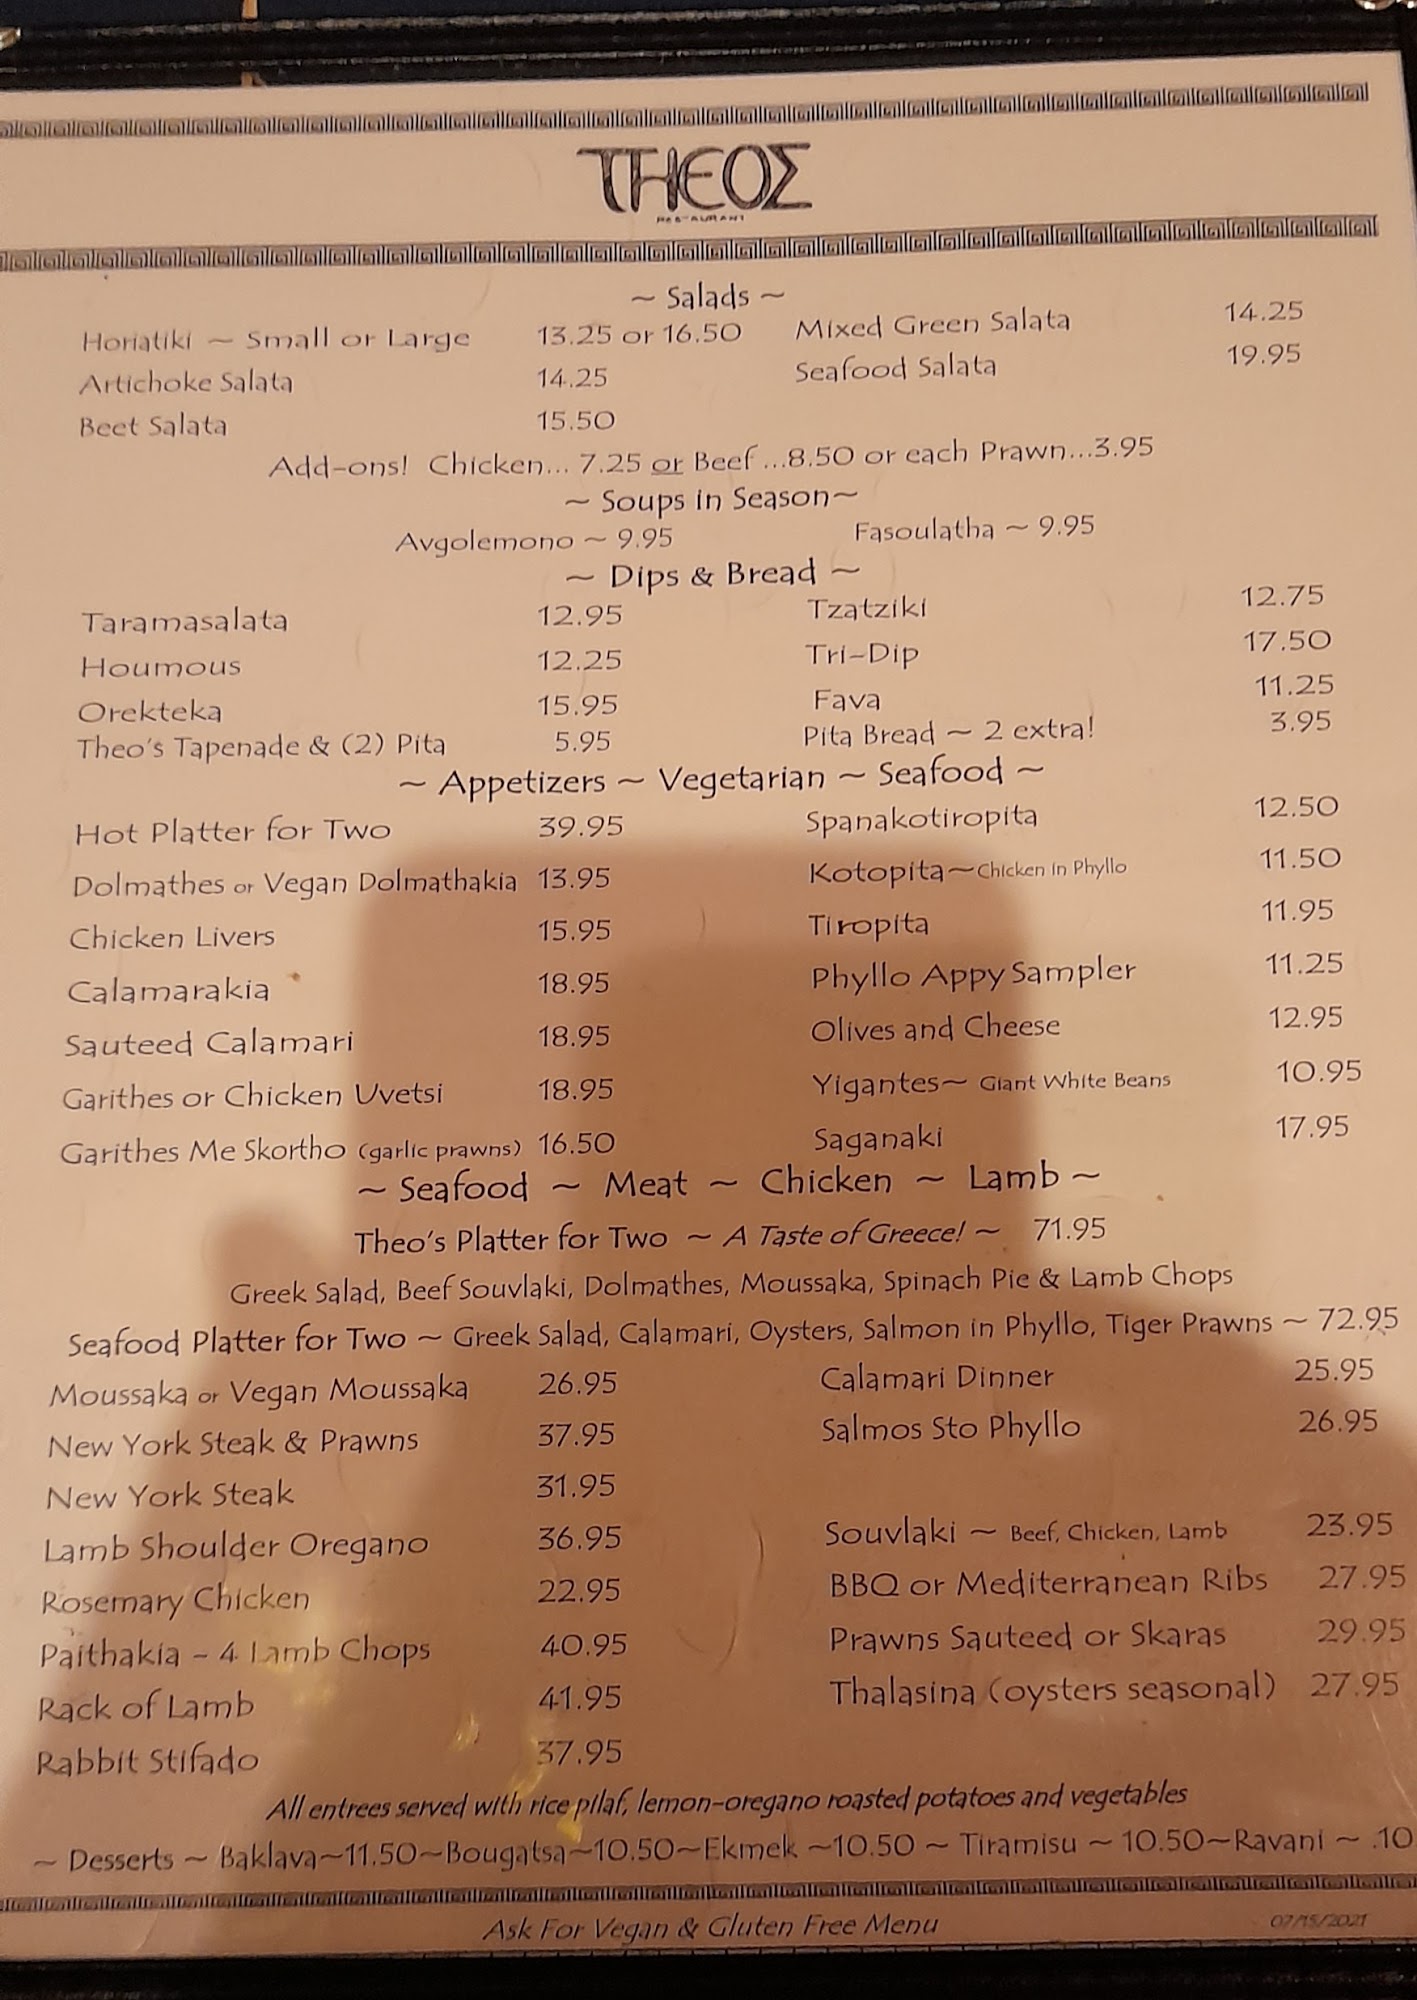 THEOΣ
RESTAURANT
~ Salads ~
Horiatiki ~ Small or Large 13.25 or 16.50 Mixed Green Salata 14.25
Artichoke Salata 14.25 Seafood Salata 19.95
Beet Salata 15.50
Add-ons! Chicken... 7.25 or Beef ...8.50 or each Prawn...3.95
~ Soups in Season~
Avgolemono ~ 9.95 Fasoulatha ~ 9.95
~ Dips & Bread ~
Taramasalata 12.95 Tzatziki 12.75
Houmous 12.25 Tri-Dip 17.50
Orekteka 15.95 Fava 11.25
Theo's Tapenade & (2) Pita 5.95 Pita Bread ~ 2 extra! 3.95
~ Appetizers ~ Vegetarian ~ Seafood ~
Hot Platter for Two 39.95 Spanakotiropita 12.50
Dolmathes or Vegan Dolmathakia 13.95 Kotopita~Chicken in Phyllo 11.50
Chicken Livers 15.95 Tiropita 11.95
Calamarakia 18.95 Phyllo Appy Sampler 11.25
Sauteed Calamari 18.95 Olives and Cheese 12.95
Garithes or Chicken Uvetsi 18.95 Yigantes~ Giant White Beans 10.95
Garithes Me Skortho (garlic prawns) 16.50 Saganaki 17.95
~ Seafood ~ Meat ~ Chicken ~ Lamb ~
Theo's Platter for Two ~ A Taste of Greece! ~ 71.95
Greek Salad, Beef Souvlaki, Dolmathes, Moussaka, Spinach Pie & Lamb Chops
Seafood Platter for Two ~ Greek Salad, Calamari, Oysters, Salmon in Phyllo, Tiger Prawns ~ 72.95
Moussaka or Vegan Moussaka 26.95 Calamari Dinner 25.95
New York Steak & Prawns 37.95 Salmos Sto Phyllo 26.95
New York Steak 31.95
Lamb Shoulder Oregano 36.95 Souvlaki ~ Beef, Chicken, Lamb 23.95
Rosemary Chicken 22.95 BBQ or Mediterranean Ribs 27.95
Paithakia - 4 Lamb Chops 40.95 Prawns Sauteed or Skaras 29.95
Rack of Lamb 41.95 Thalasina (oysters seasonal) 27.95
Rabbit Stifado 37.95
All entrees served with rice pilaf, lemon-oregano roasted potatoes and vegetables
~ Desserts ~ Baklava~11.50~Bougatsa~10.50~Ekmek ~10.50 ~ Tiramisu ~ 10.50~Ravani ~ .10
Ask For Vegan & Gluten Free Menu 07/15/2021